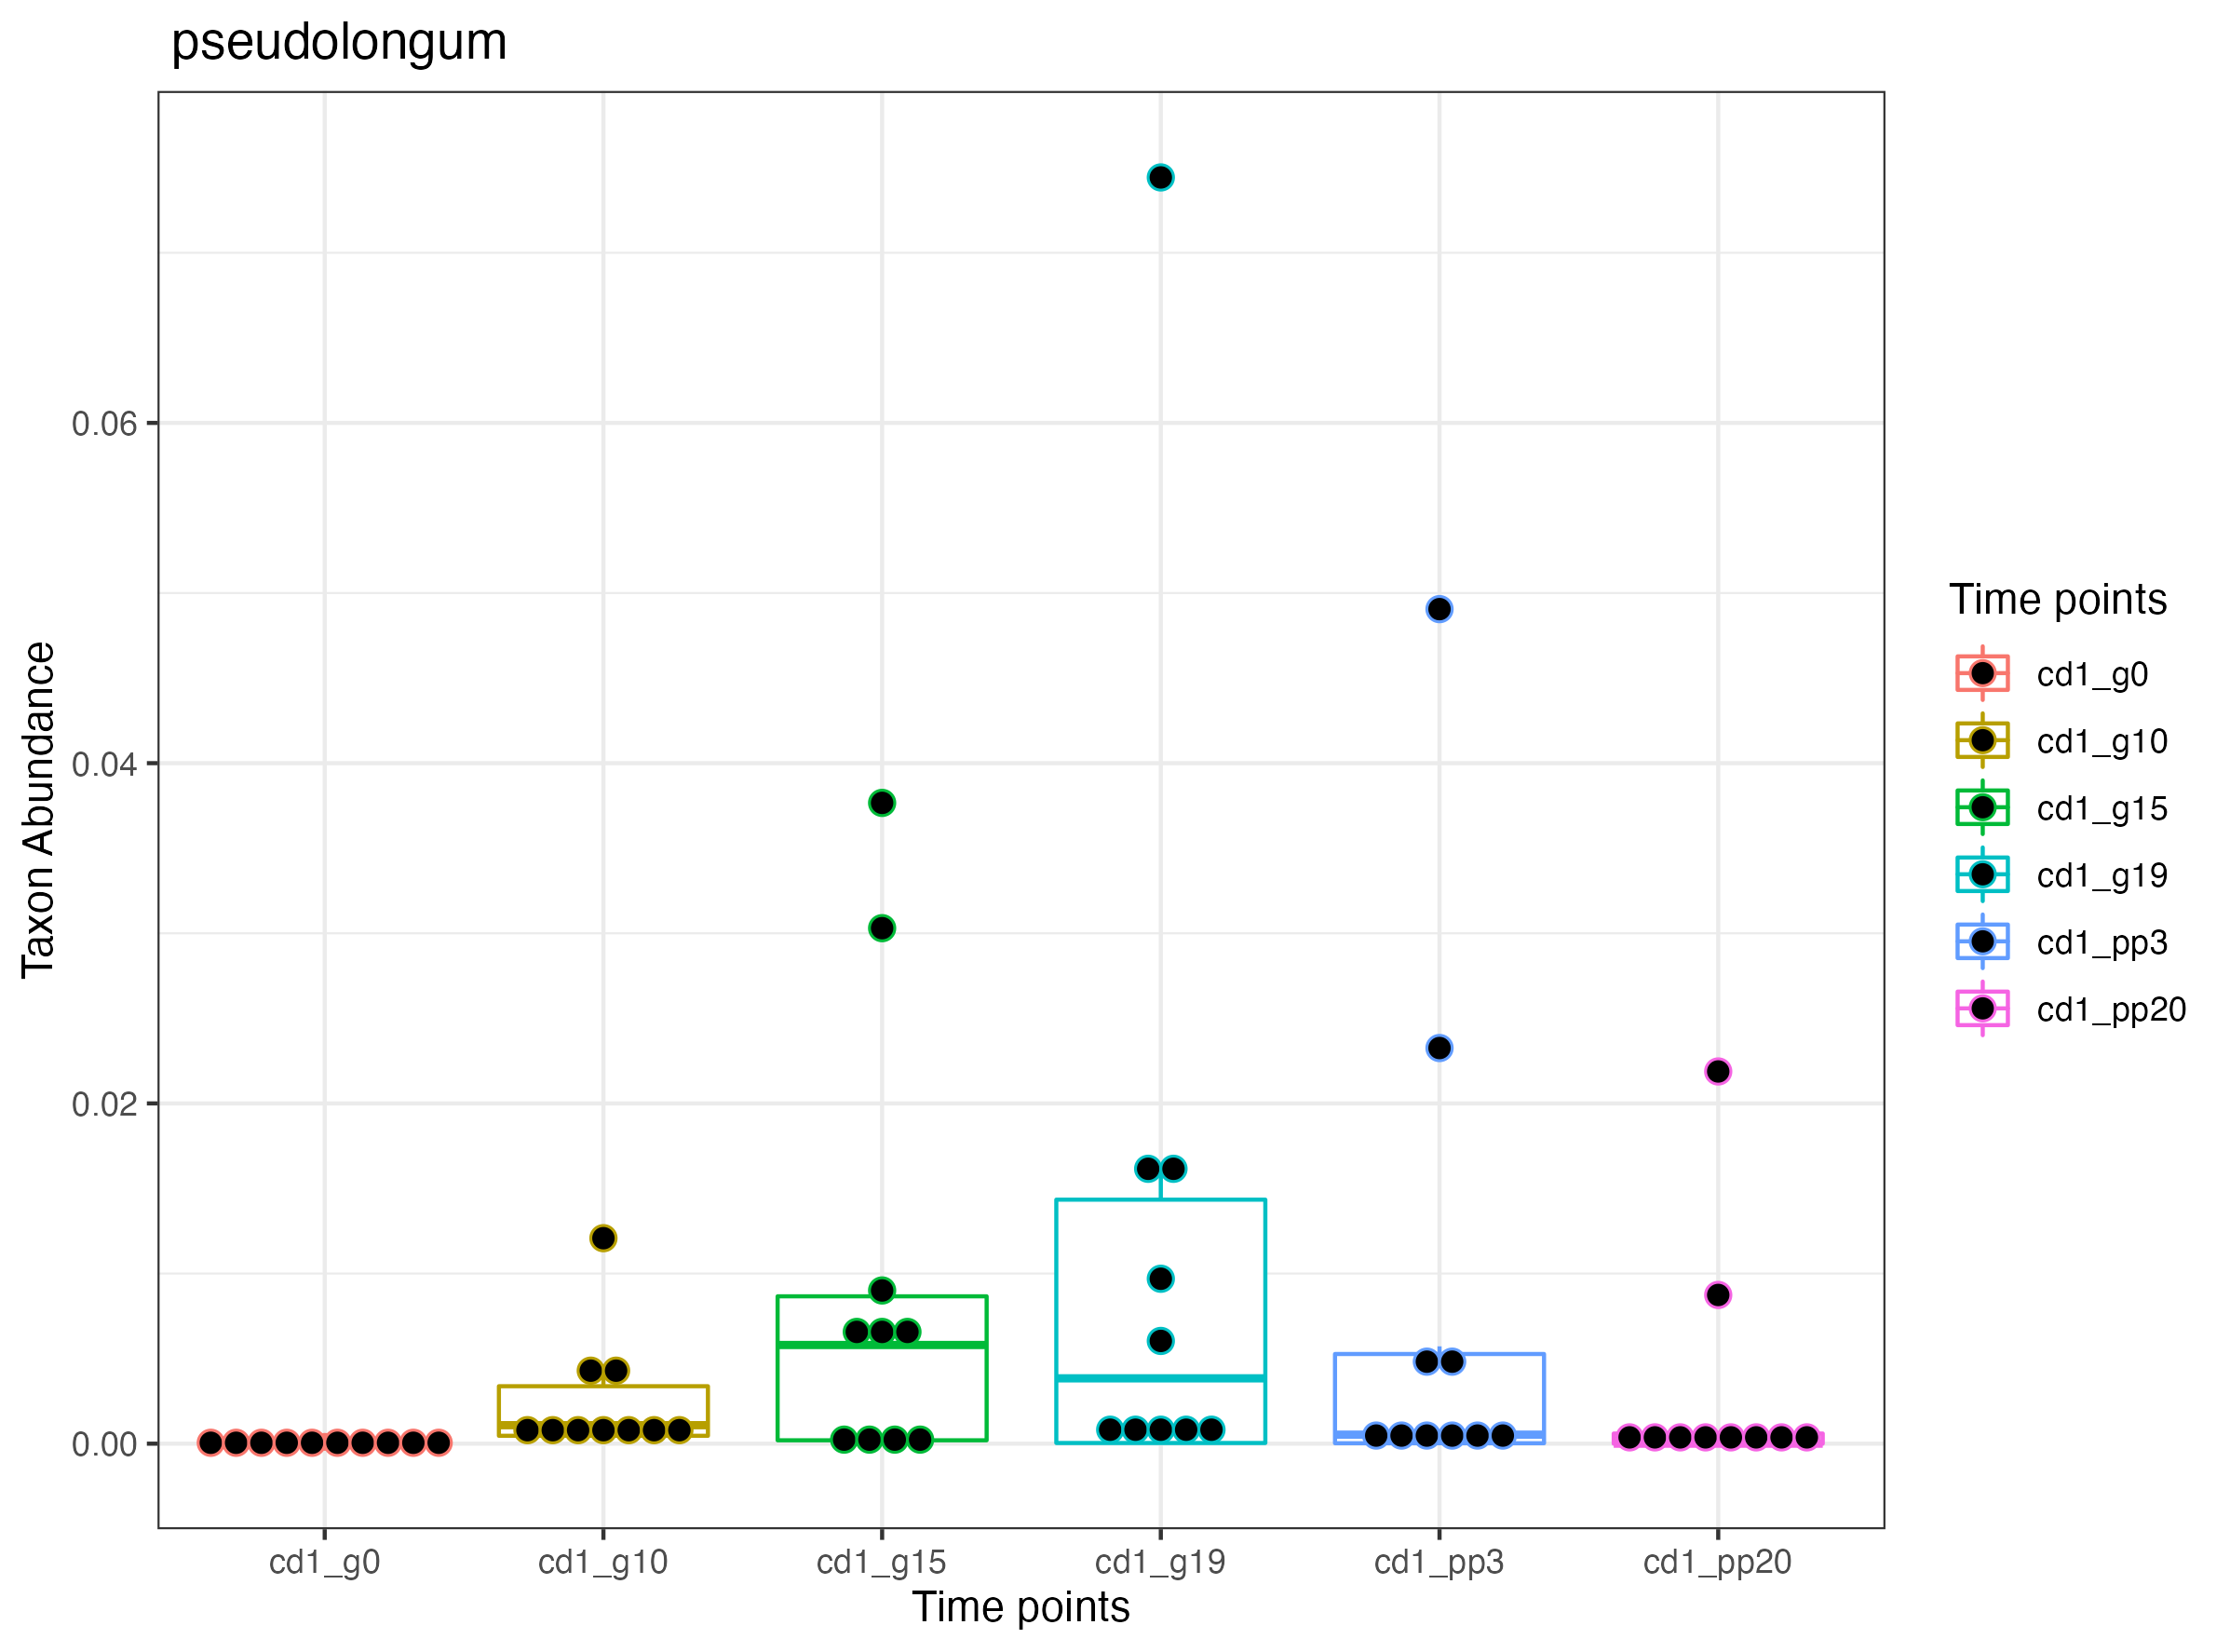 pseudolongum
Taxon Abundance
0.06
0.04
0.02
0.00
cd1_g0
cd1_g10
cd1_g15
cd1_g19
cd1_pp3
cd1_pp20
Time points
Time points
cd1_g0
cd1_g10
cd1_g15
cd1_g19
cd1_pp3
cd1_pp20